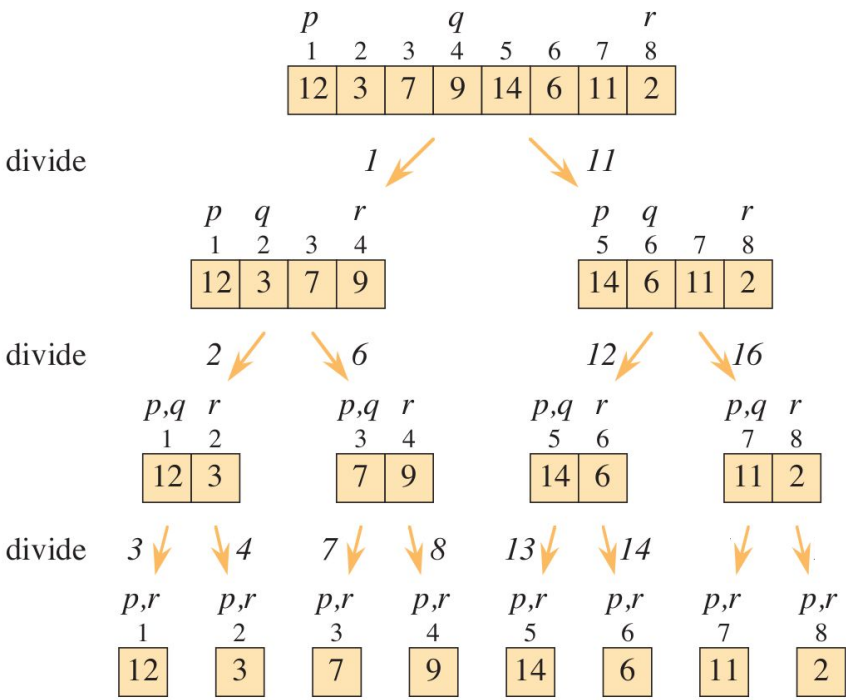 p q r
1 2 3 4 5 6 7 8
12 3 7 9 14 6 11 2
divide 1 11
p q r p q r
1 2 3 4 5 6 7 8
12 3 7 9 14 6 11 2
divide 2 6 12 16
p,q r p,q r p,q r p,q r
1 2 3 4 5 6 7 8
12 3 7 9 14 6 11 2
divide 3 4 7 8 13 14
p,r p,r p,r p,r p,r p,r p,r p,r
1 2 3 4 5 6 7 8
12 3 7 9 14 6 11 2